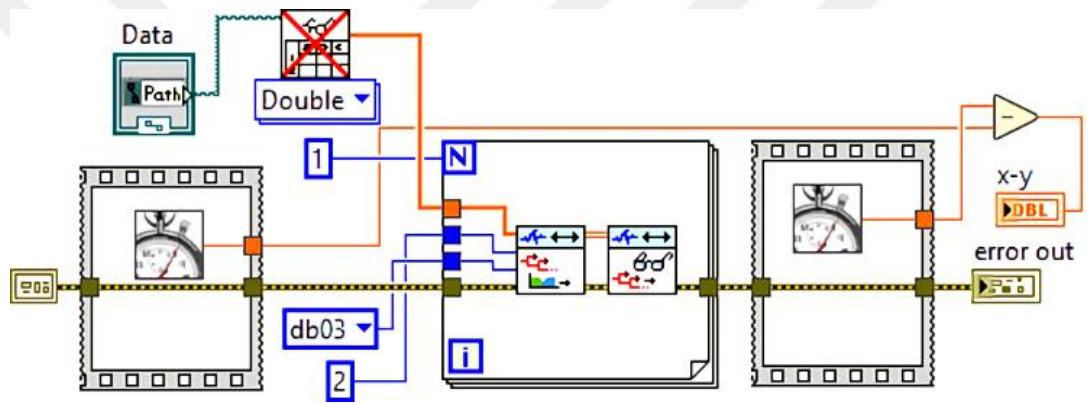 Data
Path
Double
1
N
x-y
DBL
error out
db03
i
2